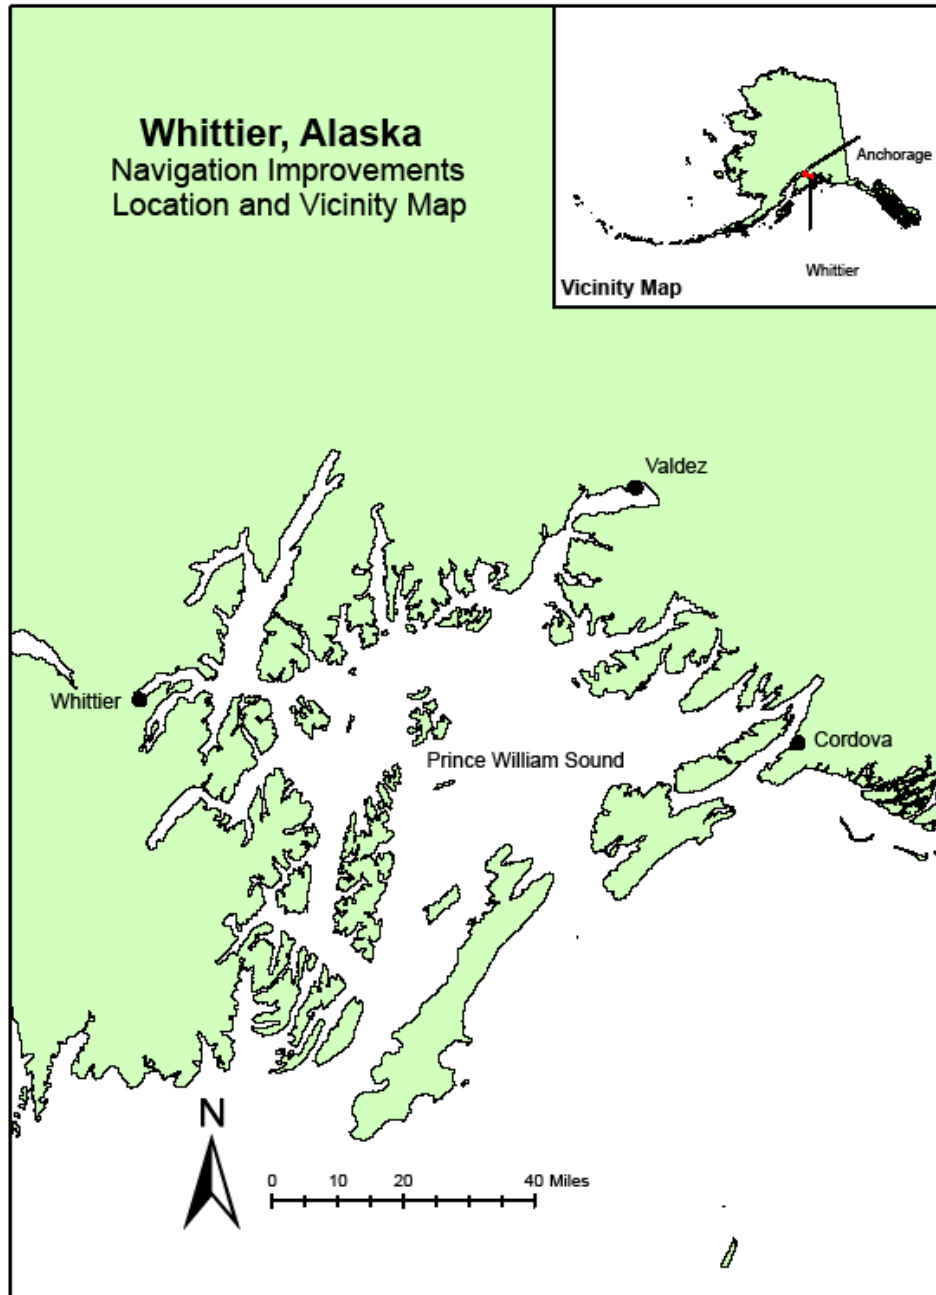 Whittier, Alaska
Navigation Improvements
Location and Vicinity Map
Anchorage
Whittier
Vicinity Map
Valdez
Whittier
Cordova
Prince William Sound
N
0 10 20 40 Miles